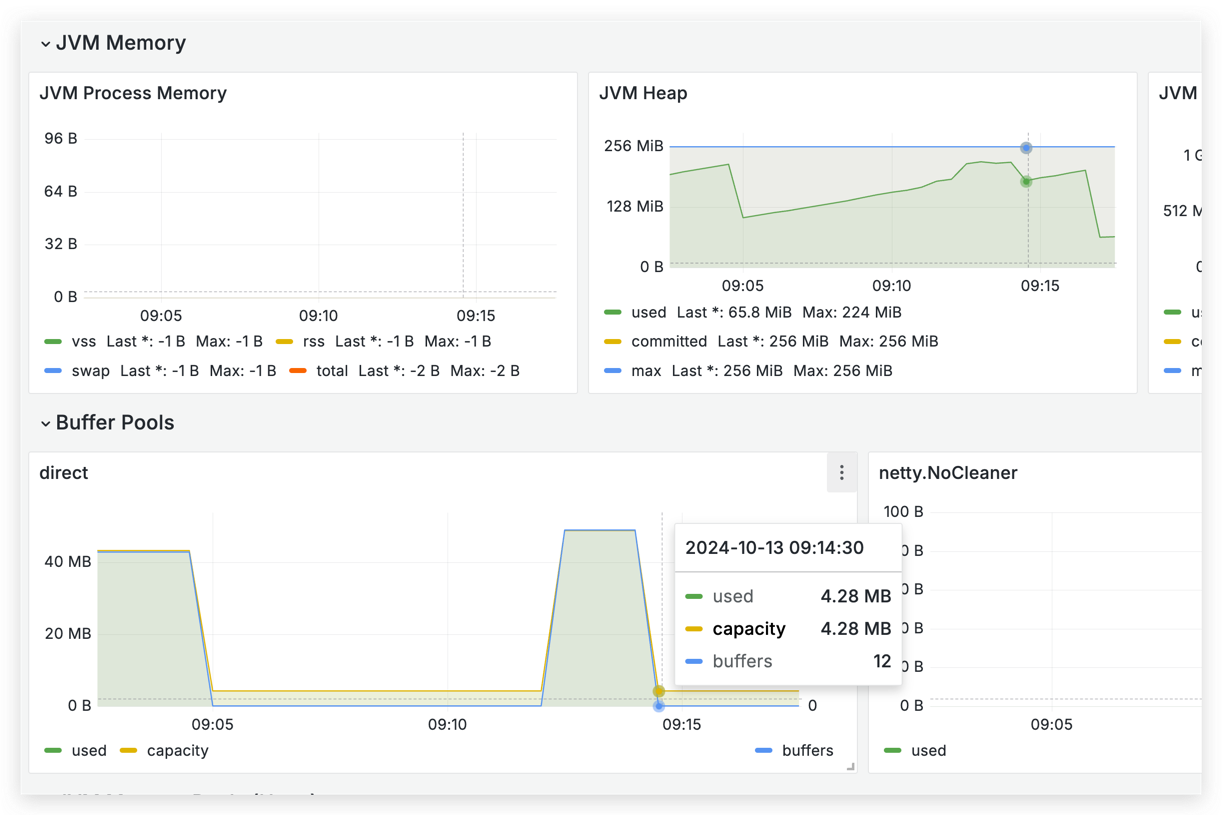 JVM Memory
JVM Process Memory
96 B
64 B
32 B
0 B
09:05 09:10 09:15
vss Last *: -1 B Max: -1 B rss Last *: -1 B Max: -1 B
swap Last *: -1 B Max: -1 B total Last *: -2 B Max: -2 B
JVM Heap
256 MiB
128 MiB
0 B
09:05 09:10 09:15
used Last *: 65.8 MiB Max: 224 MiB
committed Last *: 256 MiB Max: 256 MiB
max Last *: 256 MiB Max: 256 MiB
JVM
1 G
512 M
Buffer Pools
direct
40 MB
20 MB
0 B
0
09:05 09:10 09:15
used capacity
buffers
2024-10-13 09:14:30
used 4.28 MB
capacity 4.28 MB
buffers 12
netty.NoCleaner
100 B
0 B
0 B
0 B
0 B
0 B
09:05
used